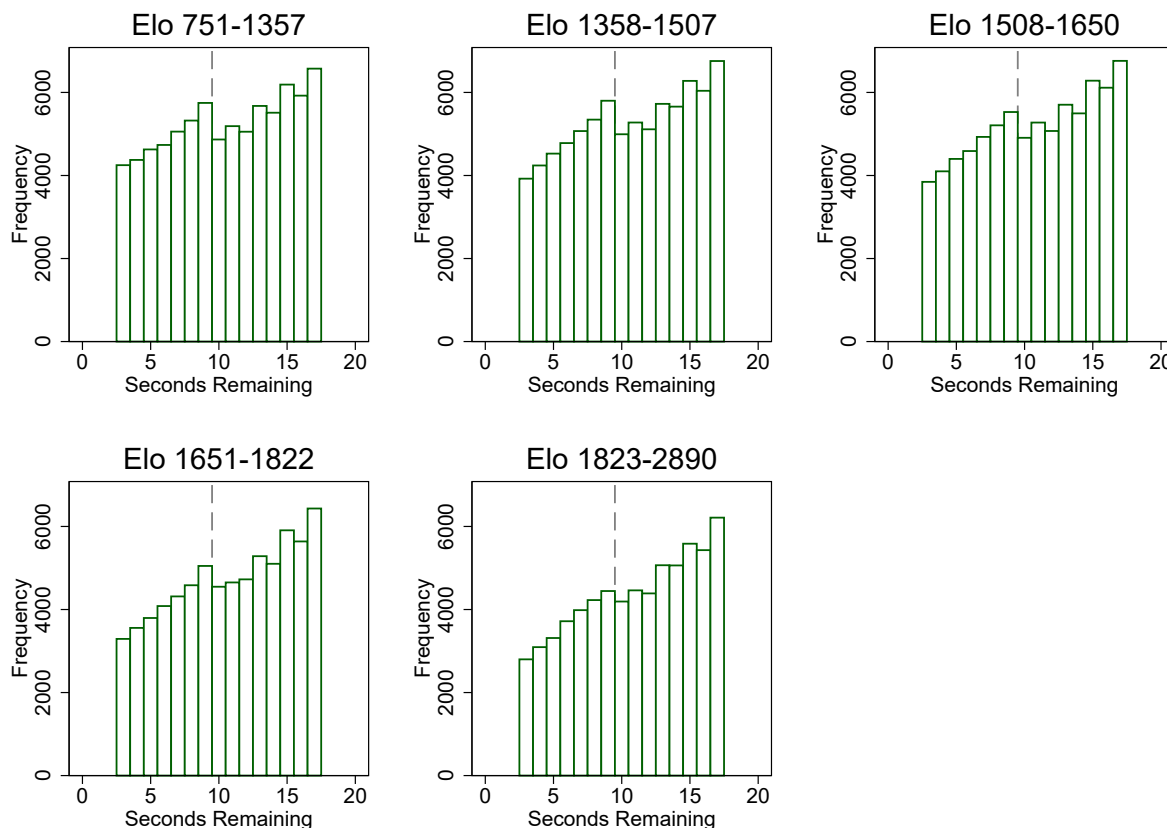 Elo 751-1357
Frequency
0 2000 4000 6000
0 5 10 15 20
Seconds Remaining
Elo 1358-1507
Frequency
0 2000 4000 6000
0 5 10 15 20
Seconds Remaining
Elo 1508-1650
Frequency
0 2000 4000 6000
0 5 10 15 20
Seconds Remaining
Elo 1651-1822
Frequency
0 2000 4000 6000
0 5 10 15 20
Seconds Remaining
Elo 1823-2890
Frequency
0 2000 4000 6000
0 5 10 15 20
Seconds Remaining